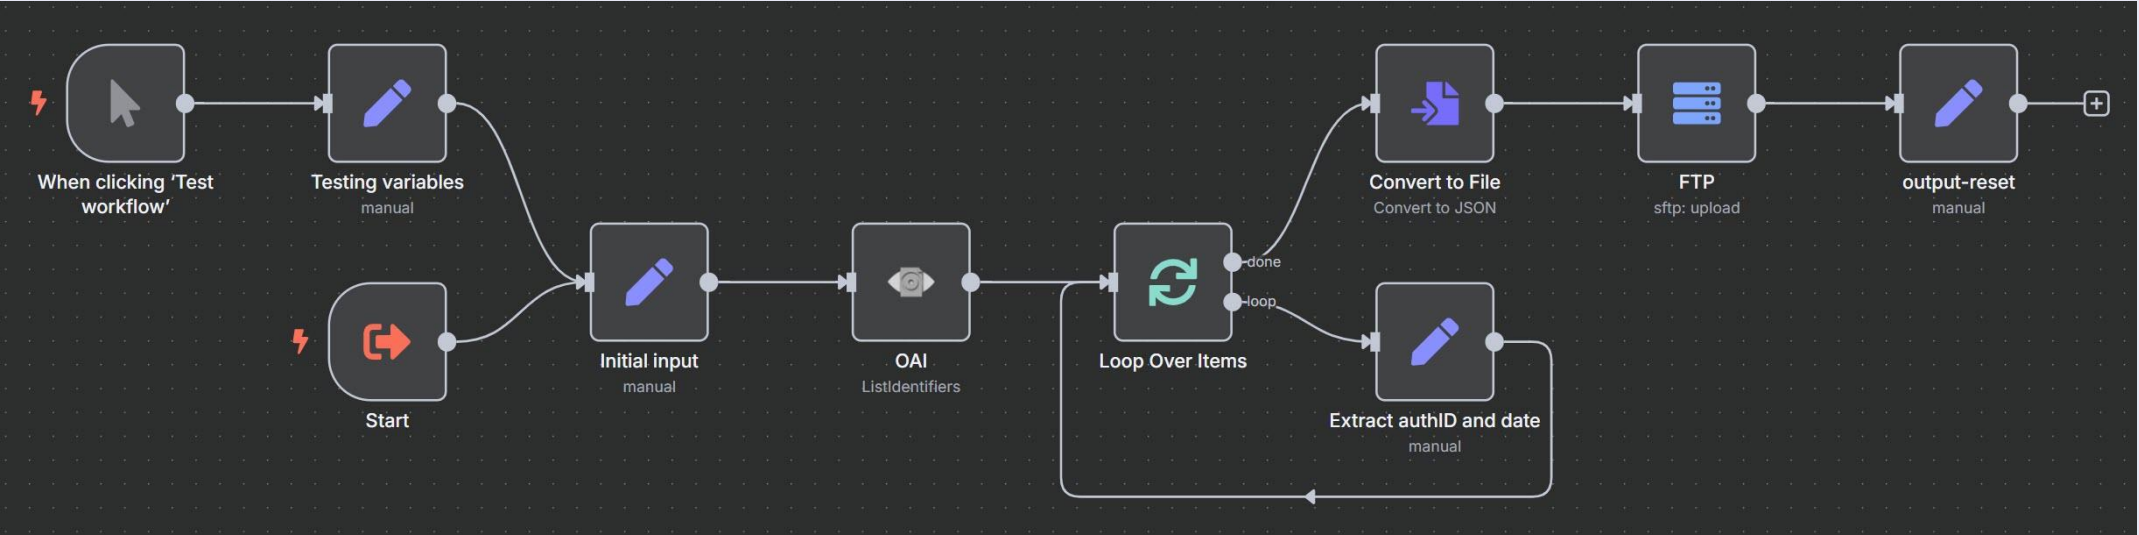 When clicking ‘Test
workflow’
Testing variables
manual
Start
Initial input
manual
OAI
ListIdentifiers
Loop Over Items
done
loop
Convert to File
Convert to JSON
Extract authID and date
manual
FTP
sftp: upload
output-reset
manual